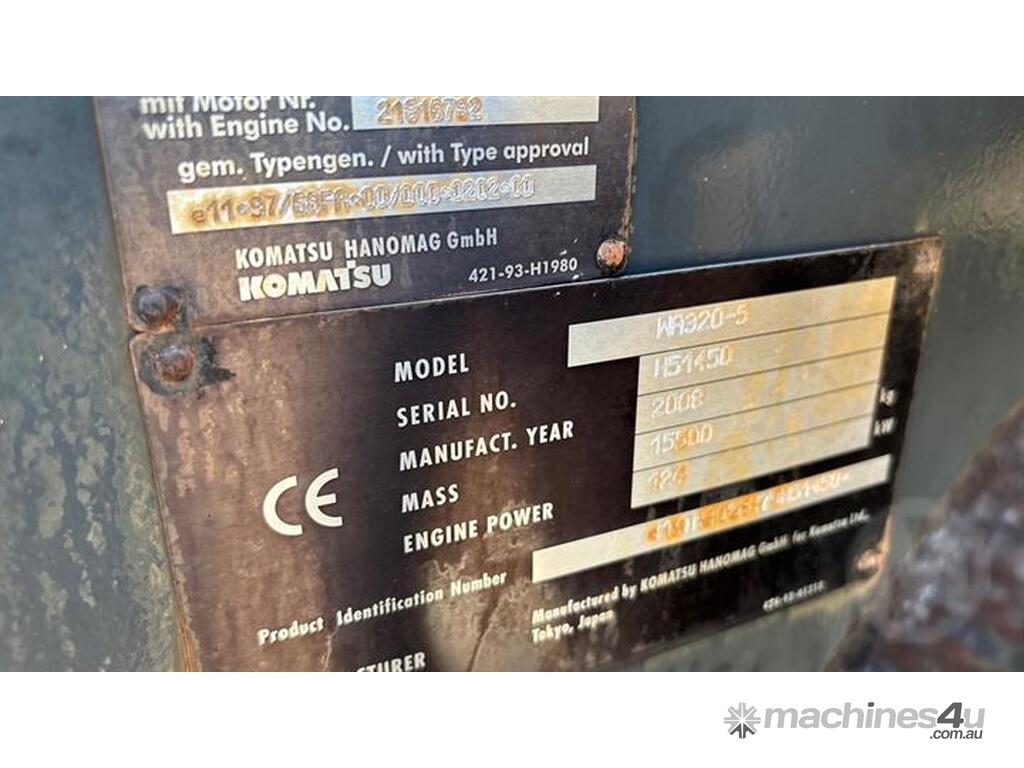 mit Motor Nr.
with Engine No. 21516752
gem. Typengen. / with Type approval
KOMATSU HANOMAG GmbH
KOMATSU 421-93-H1980
MODEL WA320-5
SERIAL NO. H51450
MANUFACT. YEAR 2008
MASS 15500 kg
ENGINE POWER 124 kW
CE
Product Identification Number
Manufactured by KOMATSU HANOMAG GmbH for Komatsu Ltd.,
Tokyo, Japan
machines4u
.com.au